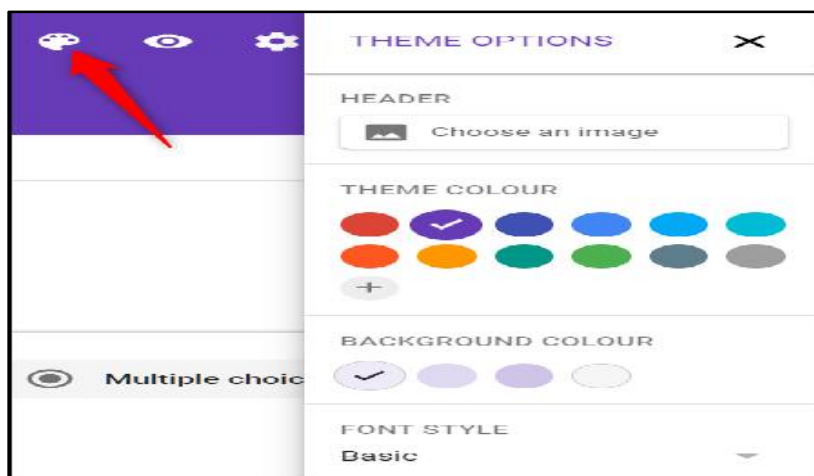 THEME OPTIONS
HEADER
Choose an image
THEME COLOUR
BACKGROUND COLOUR
Multiple choic
FONT STYLE
Basic